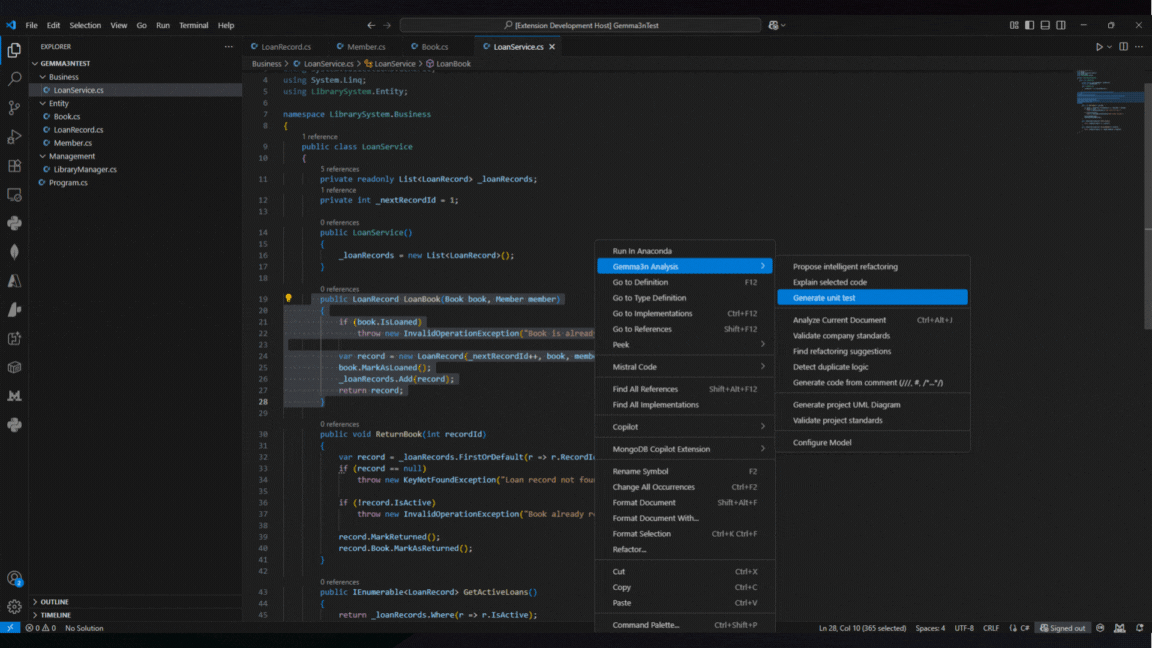 File Edit Selection View Go Run Terminal Help
[Extension Development Host] Gemma3nTest
EXPLORER
GEMMA3NTEST
Business
LoanService.cs
Entity
Book.cs
LoanRecord.cs
Member.cs
Management
LibraryManager.cs
Program.cs
OUTLINE
TIMELINE
LoanRecord.cs Member.cs Book.cs LoanService.cs
Business > LoanService.cs > LoanService > LoanBook
4 using System.Linq;
5 using LibrarySystem.Entity;
6
7 namespace LibrarySystem.Business
8 {
1 reference
9 public class LoanService
10 {
5 references
11 private readonly List<LoanRecord> _loanRecords;
1 reference
12 private int _nextRecordId = 1;
13
0 references
14 public LoanService()
15 {
16 _loanRecords = new List<LoanRecord>();
17 }
18
0 references
19 public LoanRecord LoanBook(Book book, Member member)
20 {
21 if (book.IsLoaned)
22 throw new InvalidOperationException("Book is alread
23
24 var record = new LoanRecord(_nextRecordId++, book, membe
25 book.MarkAsLoaned();
26 _loanRecords.Add(record);
27 return record;
28 }
29
0 references
30 public void ReturnBook(int recordId)
31 {
32 var record = _loanRecords.FirstOrDefault(r => r.RecordI
33 if (record == null)
34 throw new KeyNotFoundException("Loan record not fou
35
36 if (!record.IsActive)
37 throw new InvalidOperationException("Book already r
38
39 record.MarkReturned();
40 record.Book.MarkAsReturned();
41 }
42
0 references
43 public IEnumerable<LoanRecord> GetActiveLoans()
44 {
45 return _loanRecords.Where(r => r.IsActive);
Run In Anaconda
Gemma3n Analysis
Go to Definition F12
Go to Type Definition
Go to Implementations Ctrl+F12
Go to References Shift+F12
Peek
Mistral Code
Find All References Shift+Alt+F12
Find All Implementations
Copilot
MongoDB Copilot Extension
Rename Symbol F2
Change All Occurrences Ctrl+F2
Format Document Shift+Alt+F
Format Document With...
Format Selection Ctrl+K Ctrl+F
Refactor...
Cut Ctrl+X
Copy Ctrl+C
Paste Ctrl+V
Command Palette... Ctrl+Shift+P
Propose intelligent refactoring
Explain selected code
Generate unit test
Analyze Current Document Ctrl+Alt+J
Validate company standards
Find refactoring suggestions
Detect duplicate logic
Generate code from comment (///, #, /*...*/)
Generate project UML Diagram
Validate project standards
Configure Model
0 0 No Solution
Ln 28, Col 10 (365 selected) Spaces: 4 UTF-8 CRLF C# Signed out